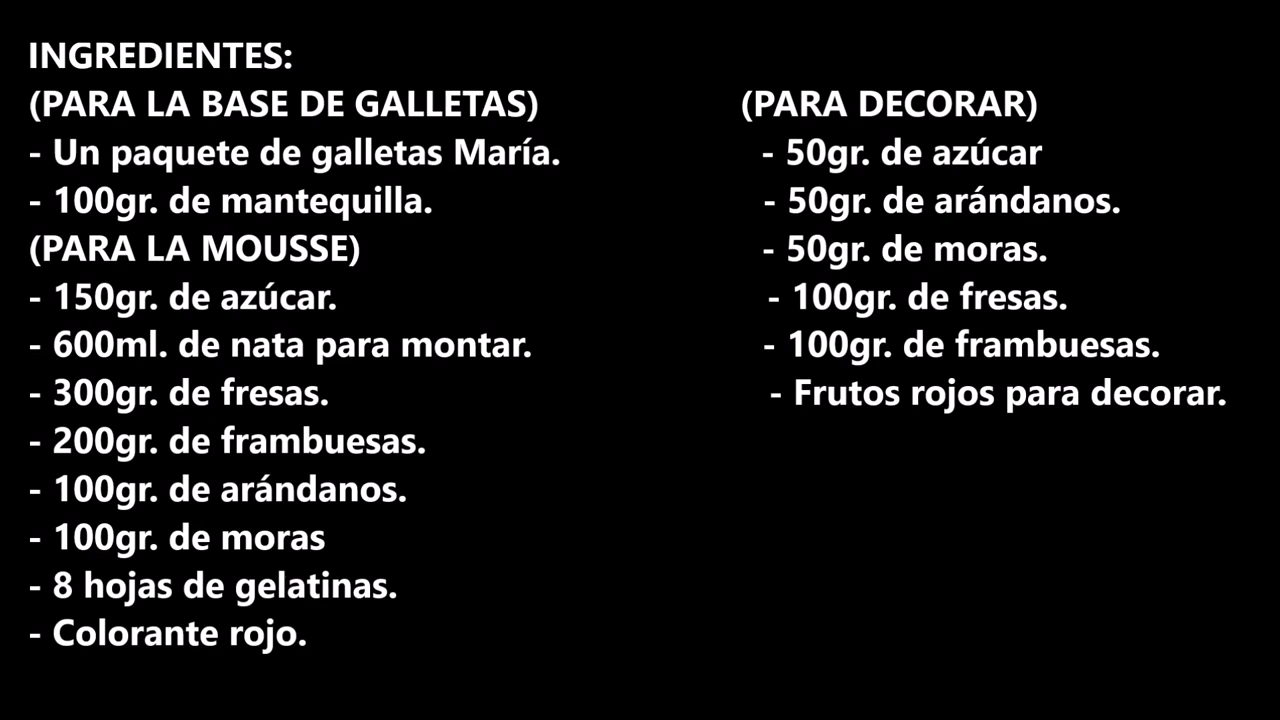 INGREDIENTES:
(PARA LA BASE DE GALLETAS)
- Un paquete de galletas María.
- 100gr. de mantequilla.
(PARA LA MOUSSE)
- 150gr. de azúcar.
- 600ml. de nata para montar.
- 300gr. de fresas.
- 200gr. de frambuesas.
- 100gr. de arándanos.
- 100gr. de moras
- 8 hojas de gelatinas.
- Colorante rojo.
(PARA DECORAR)
- 50gr. de azúcar
- 50gr. de arándanos.
- 50gr. de moras.
- 100gr. de fresas.
- 100gr. de frambuesas.
- Frutos rojos para decorar.